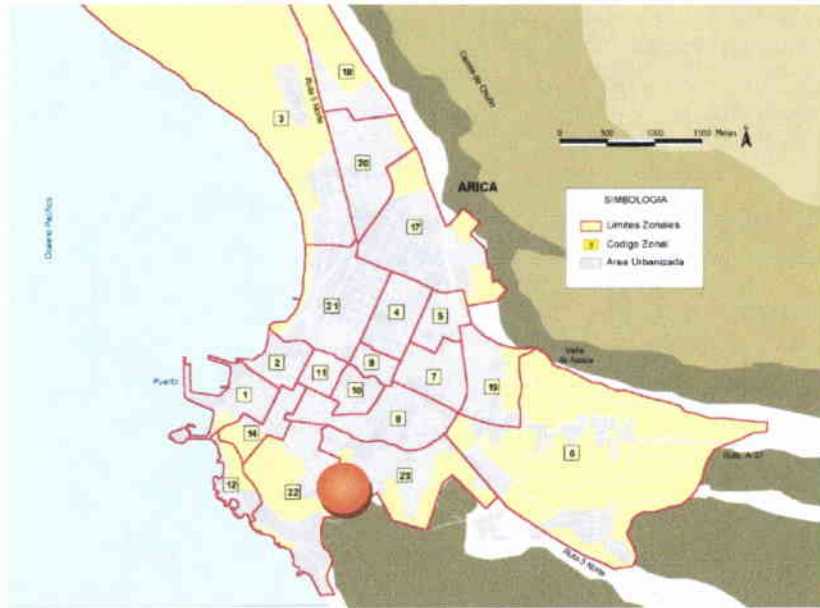 18
3
Ruta 5 Norte
20
17
ARICA
0 500 1000 1500 Metros
N
SIMBOLOGIA
Limites Zonales
Codigo Zonal
Area Urbanizada
Oceano Pacifico
21
4
5
2
11
9
10
7
19
Valle de Azapa
Puerto
1
14
8
6
Ruta A-27
12
22
23
Ruta 5 Norte